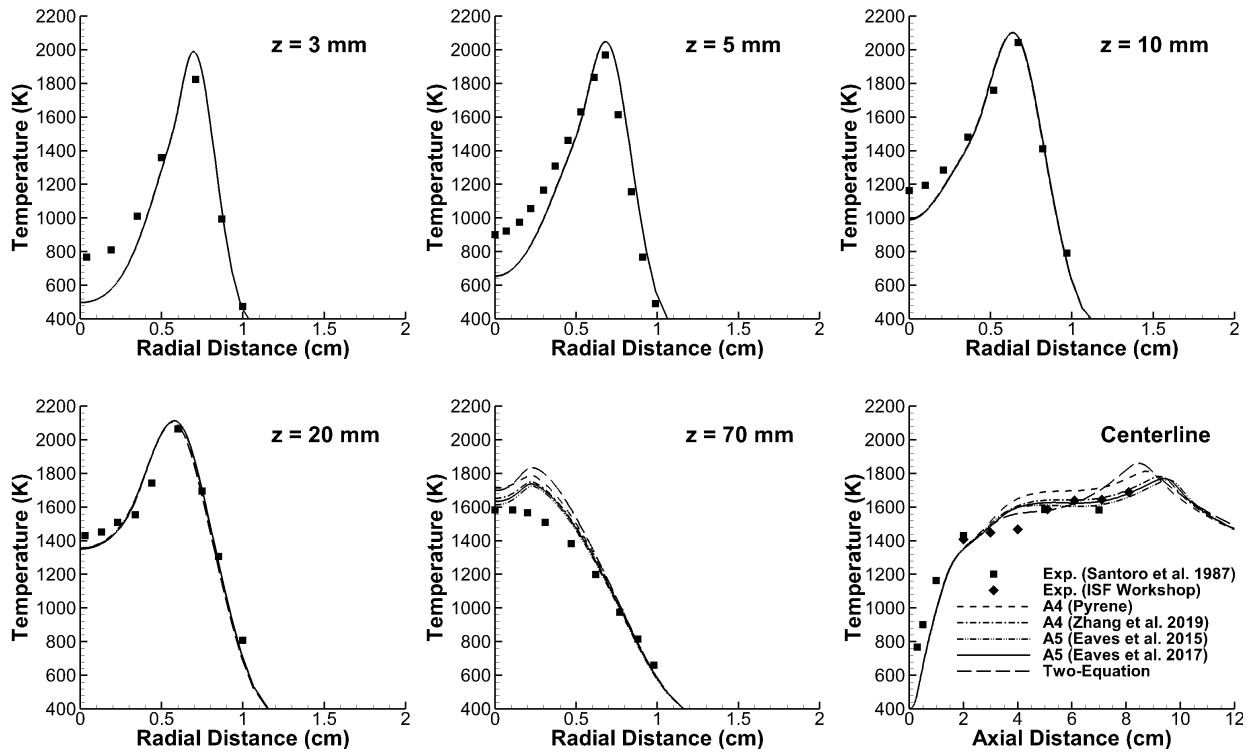 z = 3 mm
Temperature (K)
2200
2000
1800
1600
1400
1200
1000
800
600
400
0 0.5 1 1.5 2
Radial Distance (cm)
z = 5 mm
Temperature (K)
2200
2000
1800
1600
1400
1200
1000
800
600
400
0 0.5 1 1.5 2
Radial Distance (cm)
z = 10 mm
Temperature (K)
2200
2000
1800
1600
1400
1200
1000
800
600
400
0 0.5 1 1.5 2
Radial Distance (cm)
z = 20 mm
Temperature (K)
2200
2000
1800
1600
1400
1200
1000
800
600
400
0 0.5 1 1.5 2
Radial Distance (cm)
z = 70 mm
Temperature (K)
2200
2000
1800
1600
1400
1200
1000
800
600
400
0 0.5 1 1.5 2
Radial Distance (cm)
Centerline
Temperature (K)
2200
2000
1800
1600
1400
1200
1000
800
600
400
Exp. (Santoro et al. 1987)
Exp. (ISF Workshop)
A4 (Pyrene)
A4 (Zhang et al. 2019)
A5 (Eaves et al. 2015)
A5 (Eaves et al. 2017)
Two-Equation
0 2 4 6 8 10 12
Axial Distance (cm)